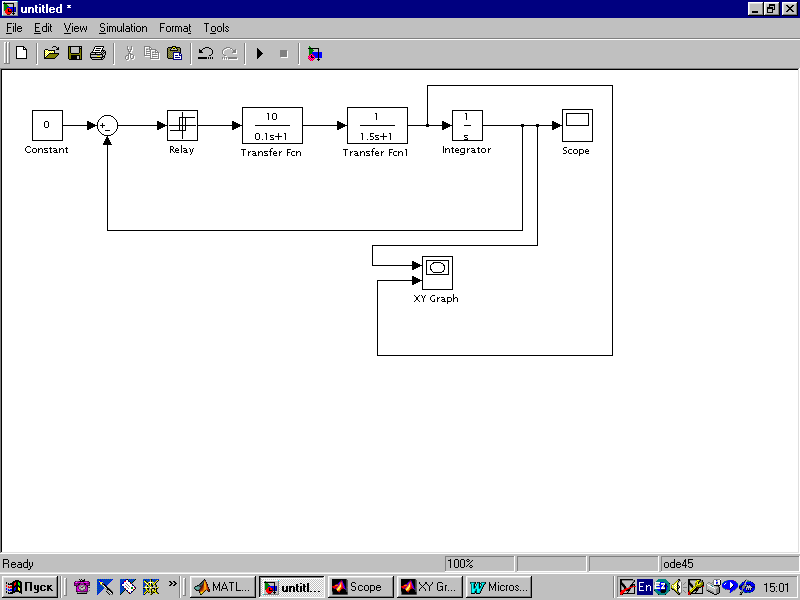 untitled *
File Edit View Simulation Format Tools
0
Constant
+
-
Relay
10
0.1s+1
Transfer Fcn
1
1.5s+1
Transfer Fcn1
1
s
Integrator
Scope
XY Graph
Ready 100% ode45
Пуск » MATL... untitl... Scope XY Gr... Micros... En EZ 15:01